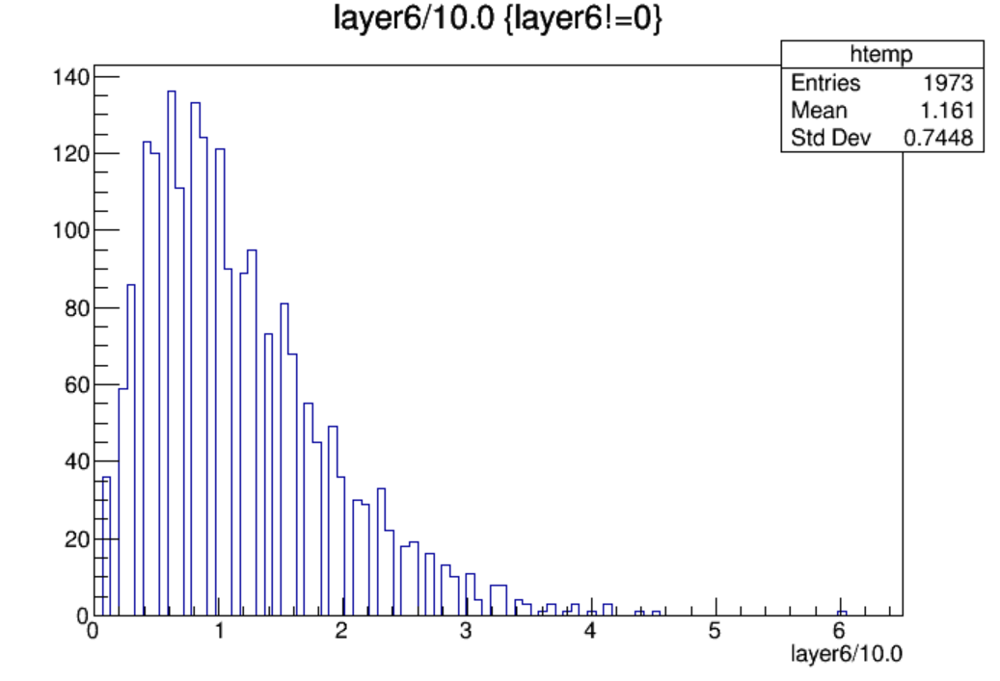 layer6/10.0 {layer6!=0}
htemp
Entries 1973
Mean 1.161
Std Dev 0.7448
140
120
100
80
60
40
20
0
0 1 2 3 4 5 6
layer6/10.0